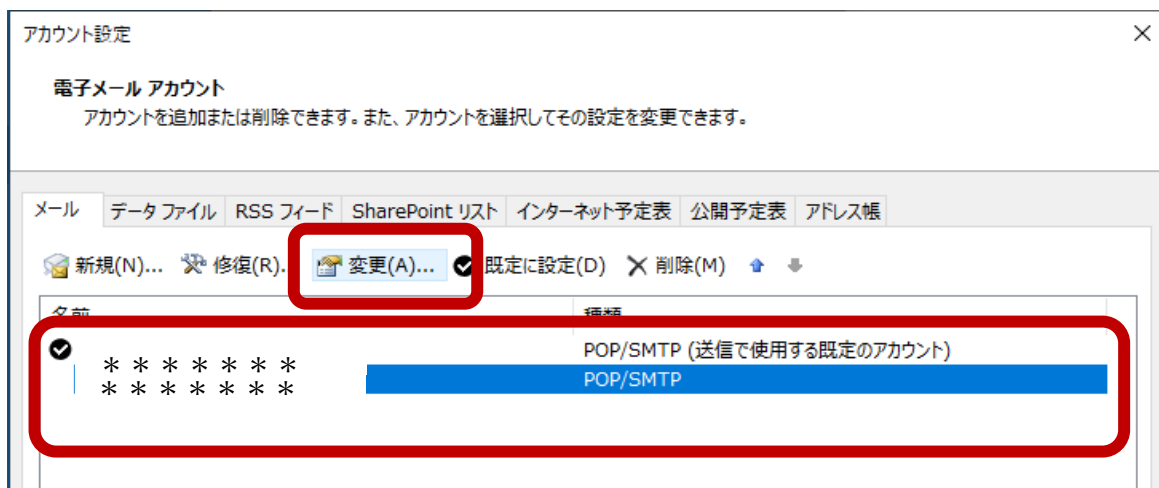 アカウント設定
電子メール アカウント
アカウントを追加または削除できます。また、アカウントを選択してその設定を変更できます。
メール データ ファイル RSS フィード SharePoint リスト インターネット予定表 公開予定表 アドレス帳
新規(N)... 修復(R).. 変更(A)... 既定に設定(D) 削除(M)
名前 種類
＊＊＊＊＊＊＊ POP/SMTP (送信で使用する既定のアカウント)
＊＊＊＊＊＊＊ POP/SMTP